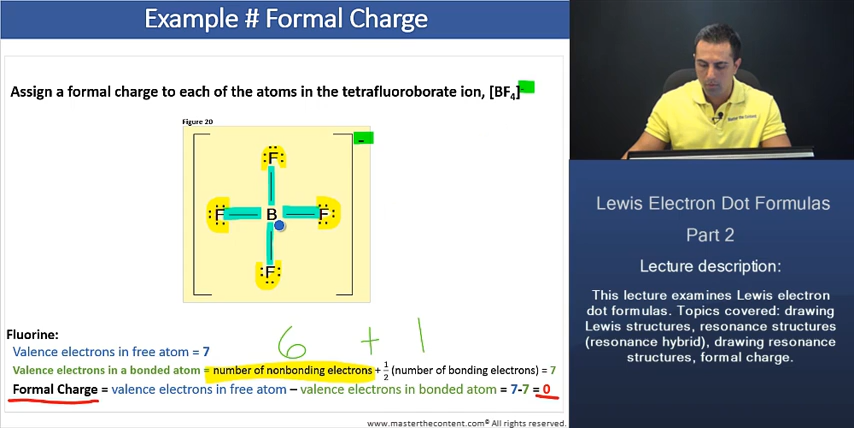 Example # Formal Charge
Assign a formal charge to each of the atoms in the tetrafluoroborate ion, [BF₄]⁻
Figure 20
–
F
F B F
F
Fluorine:
6 + 1
Valence electrons in free atom = 7
Valence electrons in a bonded atom = number of nonbonding electrons + 1/2 (number of bonding electrons) = 7
Formal Charge = valence electrons in free atom – valence electrons in bonded atom = 7-7 = 0
www.masterthecontent.com© All rights reserved.
Lewis Electron Dot Formulas
Part 2
Lecture description:
This lecture examines Lewis electron
dot formulas. Topics covered: drawing
Lewis structures, resonance structures
(resonance hybrid), drawing resonance
structures, formal charge.